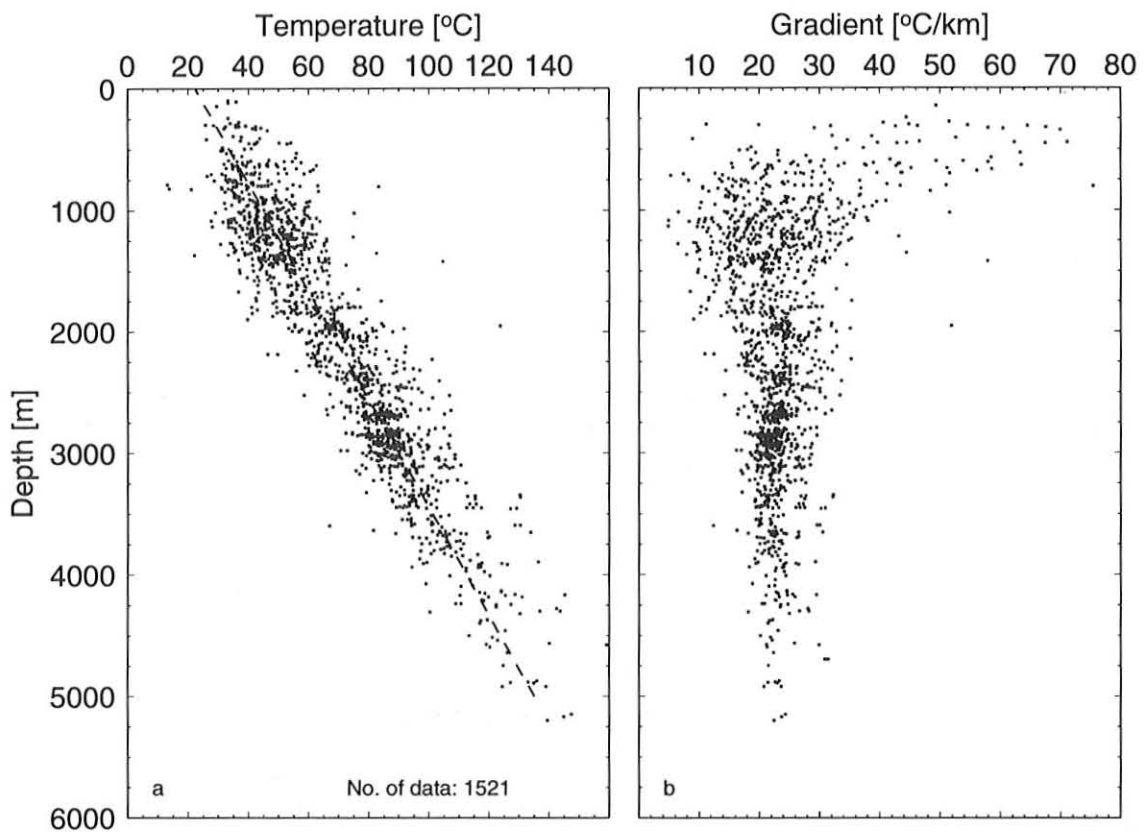 Temperature [ºC]
Gradient [ºC/km]
0 20 40 60 80 100 120 140
10 20 30 40 50 60 70 80
0
1000
2000
3000
4000
5000
6000
Depth [m]
a
No. of data: 1521
b